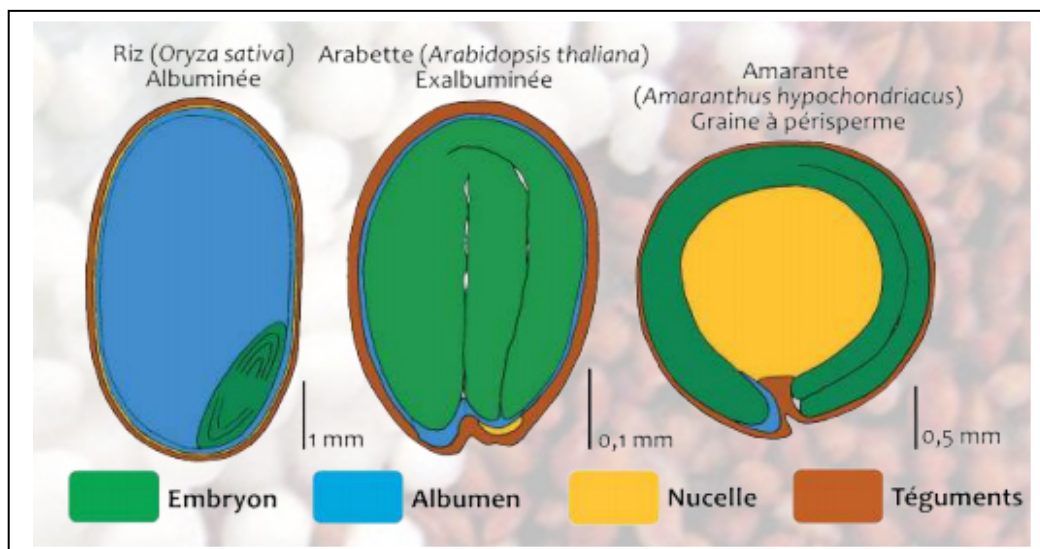 Riz (Oryza sativa)
Albuminée
Arabette (Arabidopsis thaliana)
Exalbuminée
Amarante
(Amaranthus hypochondriacus)
Graine à périsperme
1 mm
0,1 mm
0,5 mm
Embryon
Albumen
Nucelle
Téguments